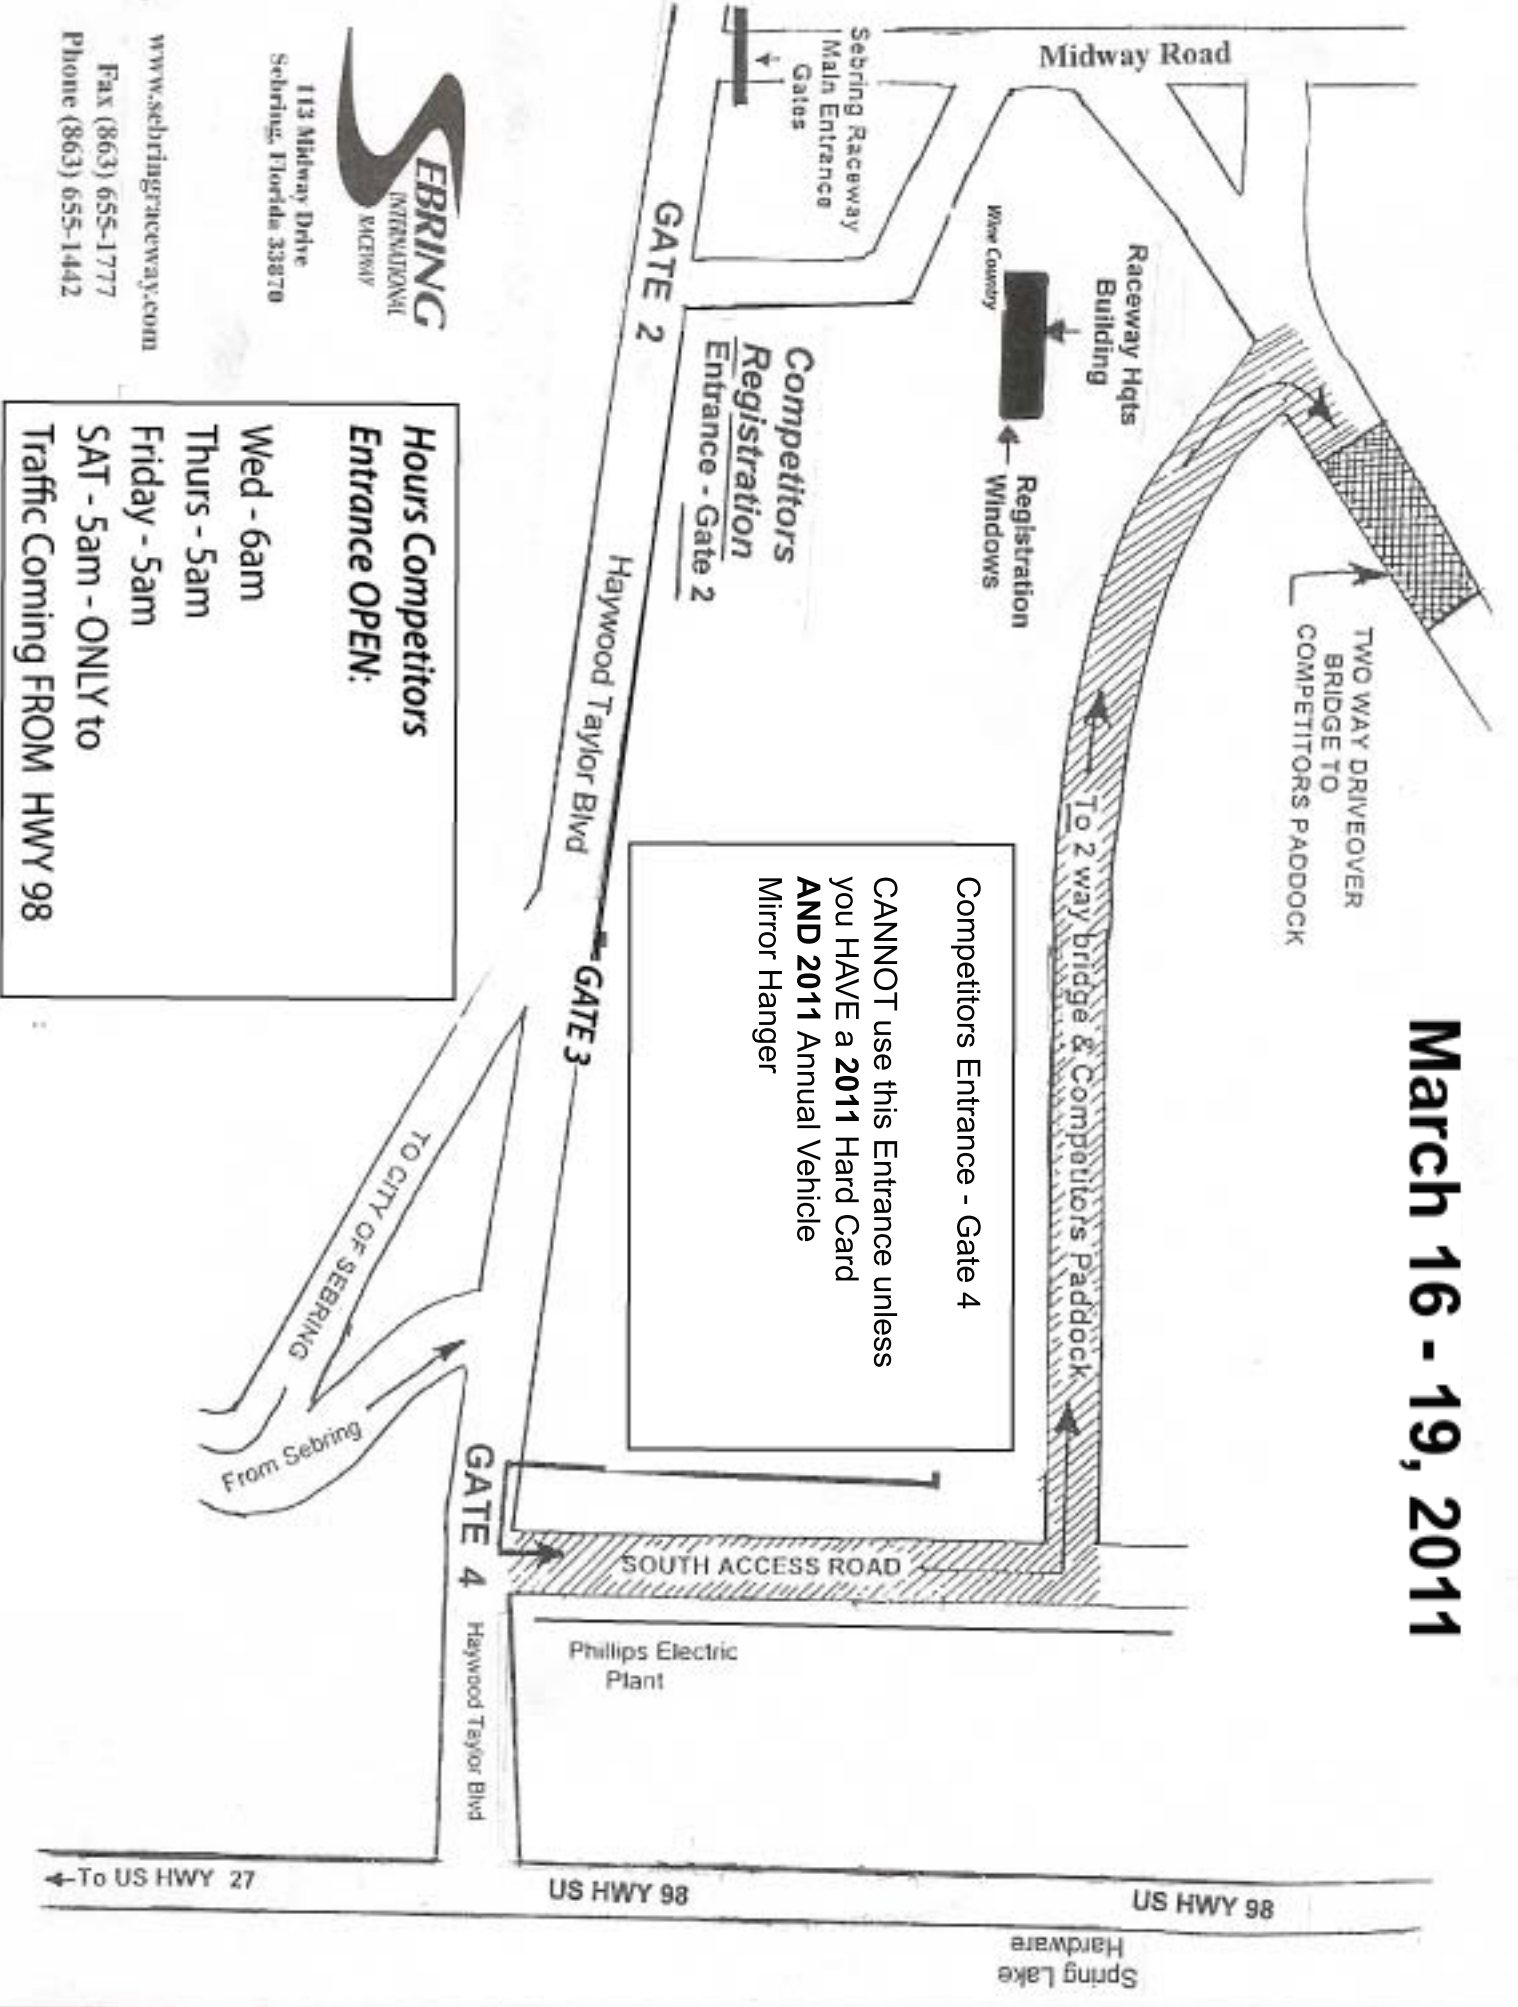 March 16 - 19, 2011
Midway Road
Sebring Raceway
Main Entrance
Gates
Raceway Hqts
Building
Wine Country
Registration
Windows
TWO WAY DRIVEOVER
BRIDGE TO
COMPETITORS PADDOCK
To 2 way bridge & Competitors Paddock
Competitors
Registration
Entrance - Gate 2
GATE 2
Haywood Taylor Blvd
GATE 3
Competitors Entrance - Gate 4
CANNOT use this Entrance unless
you HAVE a 2011 Hard Card
AND 2011 Annual Vehicle
Mirror Hanger
TO CITY OF SEBRING
From Sebring
GATE 4
SOUTH ACCESS ROAD
Phillips Electric
Plant
Haywood Taylor Blvd
To US HWY 27
US HWY 98
US HWY 98
Spring Lake
Hardware
SEBRING
INTERNATIONAL
RACEWAY
113 Midway Drive
Sebring, Florida 33870
www.sebringraceway.com
Fax (863) 655-1777
Phone (863) 655-1442
Hours Competitors
Entrance OPEN:
Wed - 6am
Thurs - 5am
Friday - 5am
SAT - 5am - ONLY to
Traffic Coming FROM HWY 98